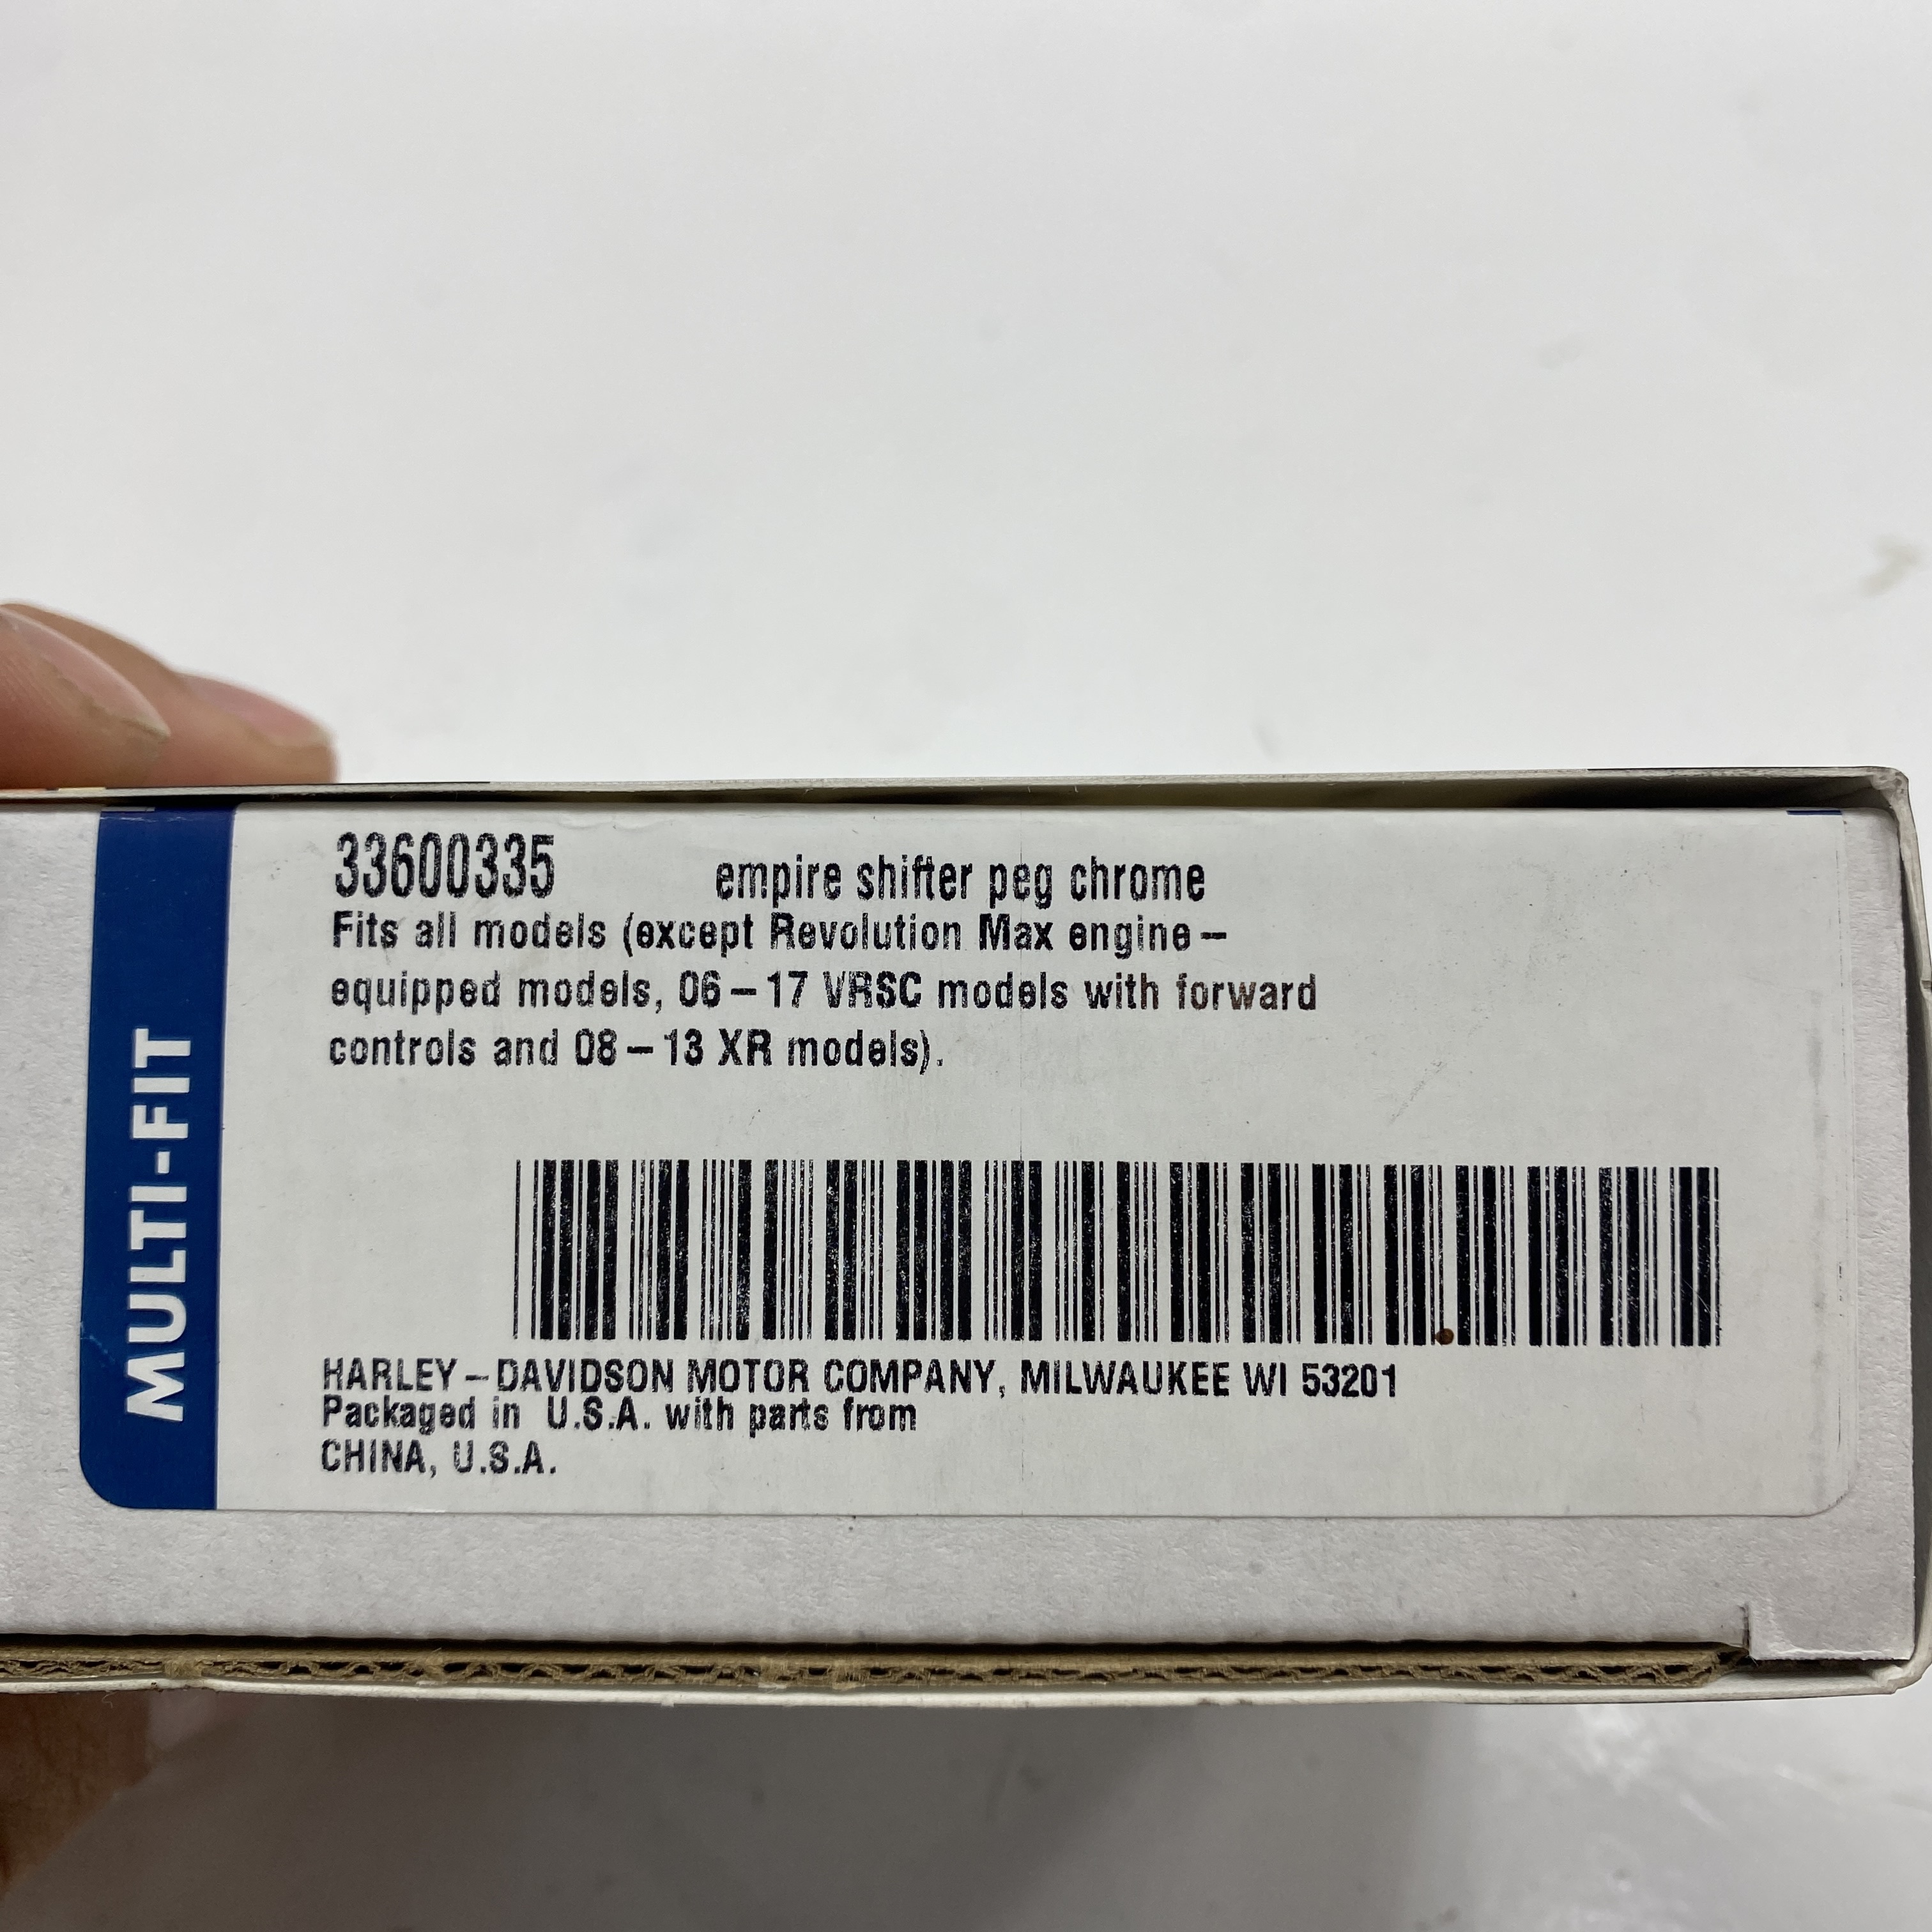 MULTI-FIT
33600335 empire shifter peg chrome
Fits all models (except Revolution Max engine-
equipped models, 06-17 VRSC models with forward
controls and 08-13 XR models).
HARLEY-DAVIDSON MOTOR COMPANY, MILWAUKEE WI 53201
Packaged in U.S.A. with parts from
CHINA, U.S.A.